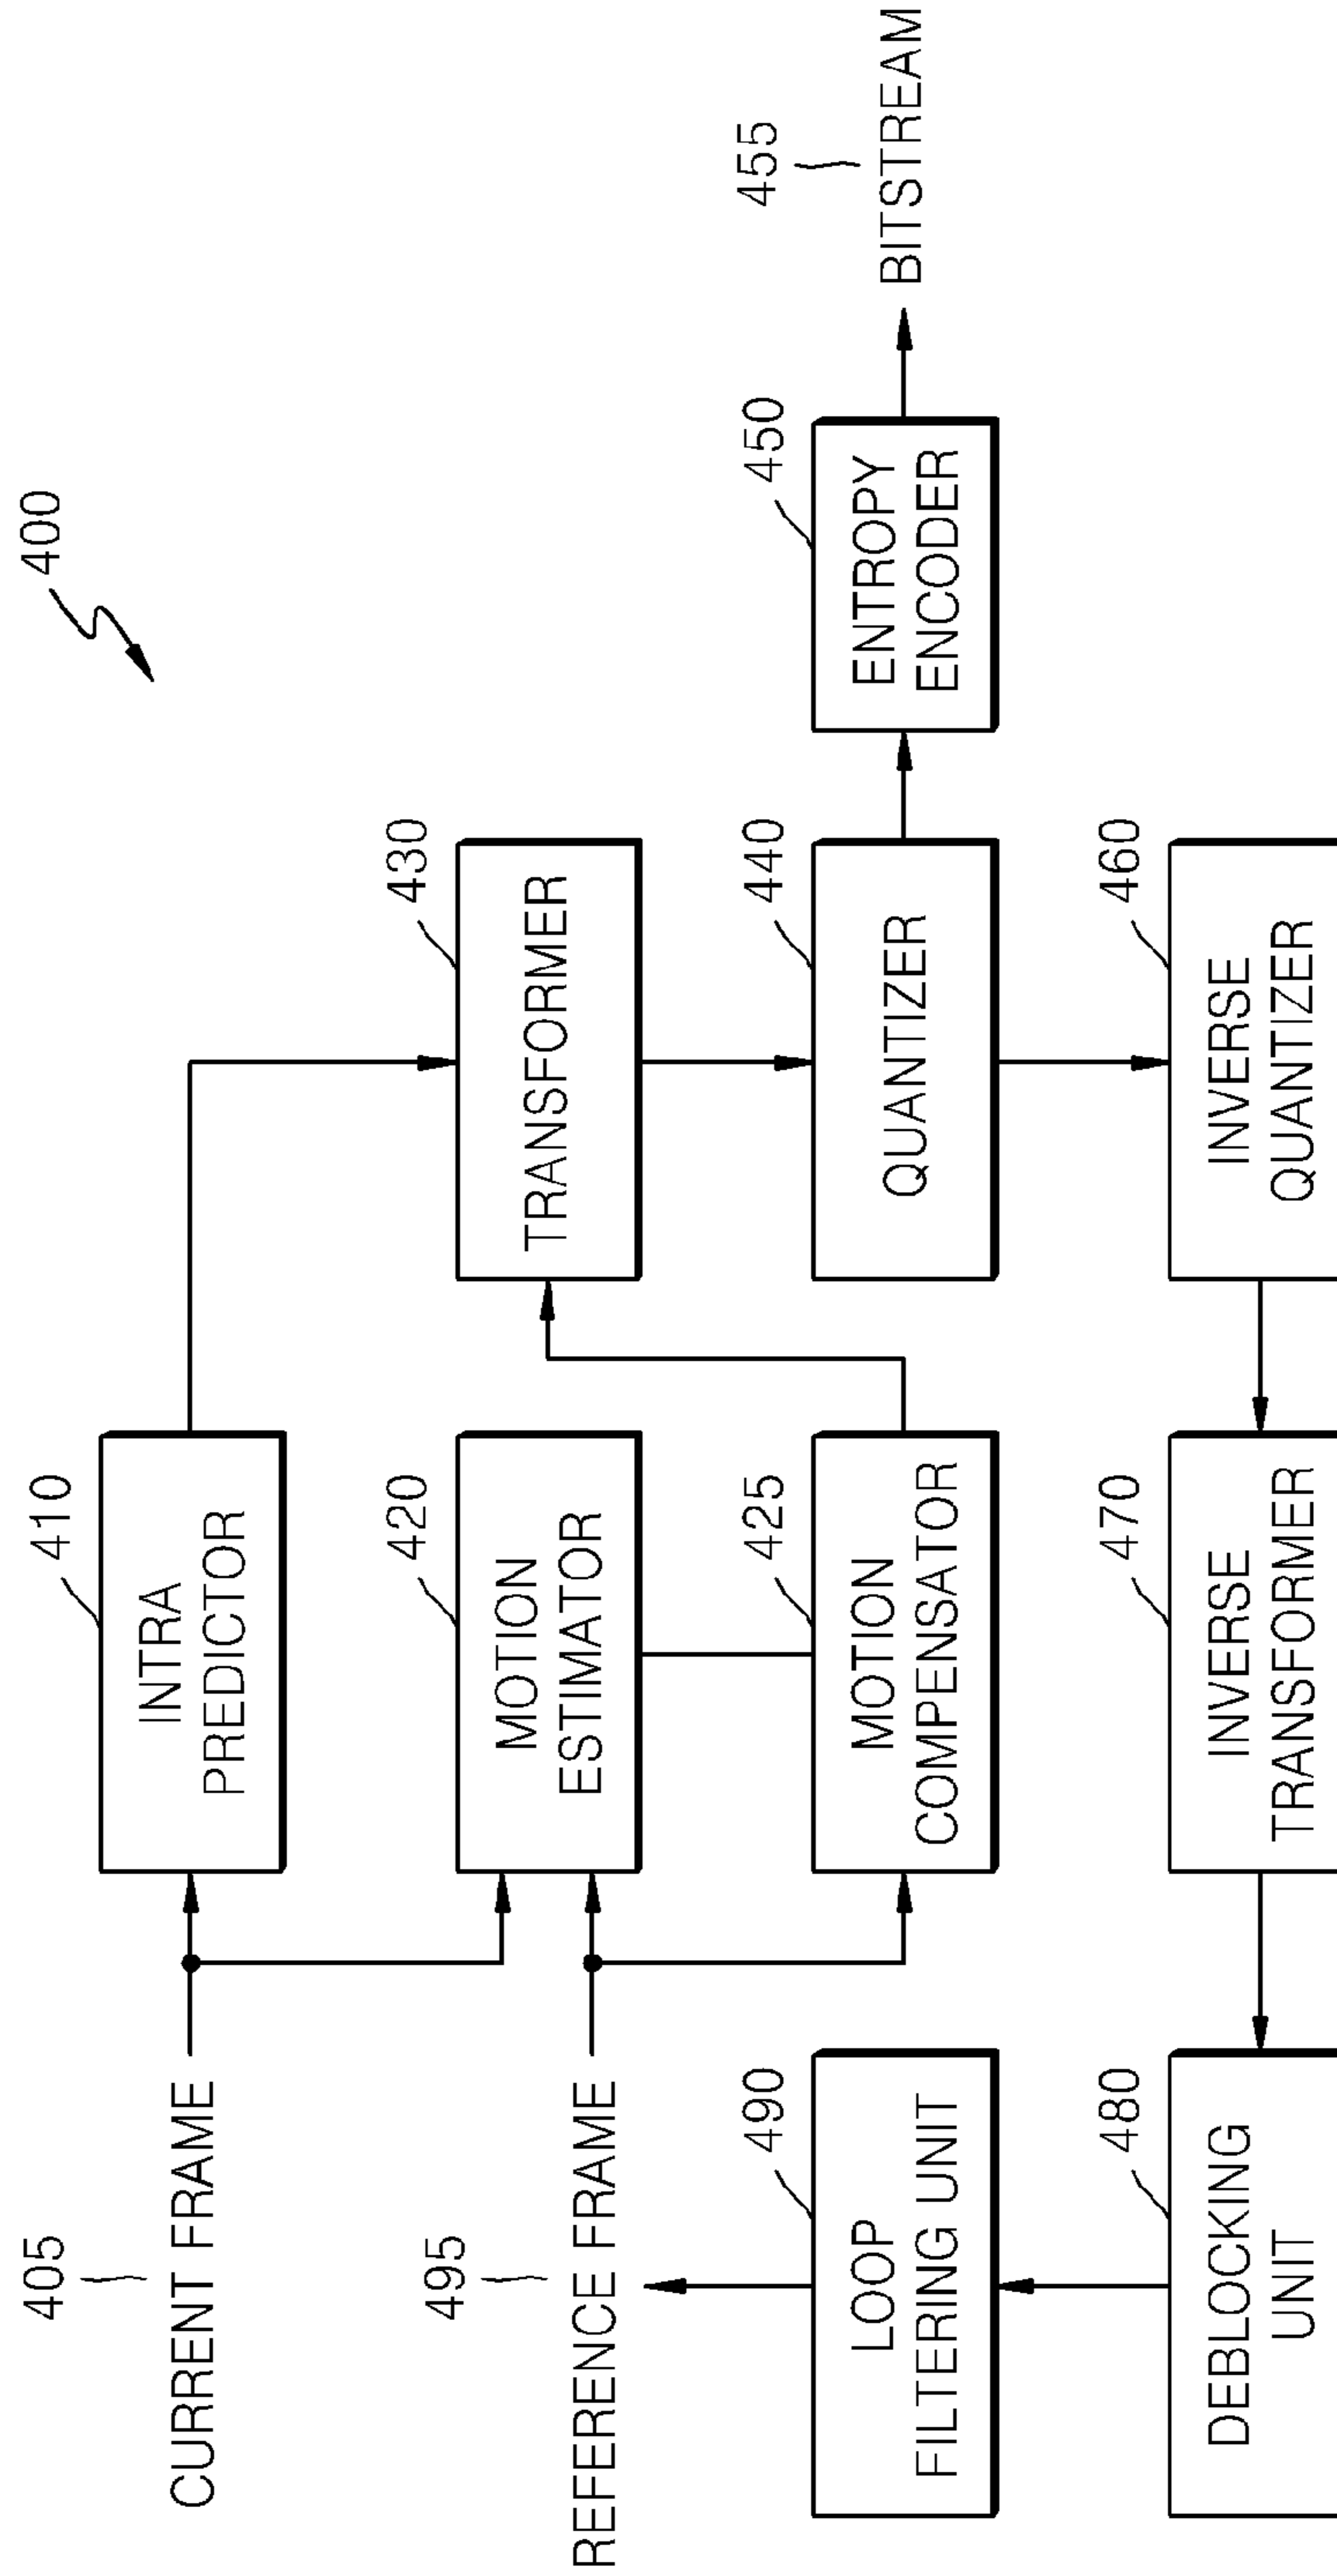 400
405
CURRENT FRAME
410
INTRA
PREDICTOR
495
REFERENCE FRAME
420
MOTION
ESTIMATOR
430
TRANSFORMER
490
LOOP
FILTERING UNIT
425
MOTION
COMPENSATOR
440
QUANTIZER
450
ENTROPY
ENCODER
455
BITSTREAM
480
DEBLOCKING
UNIT
470
INVERSE
TRANSFORMER
460
INVERSE
QUANTIZER